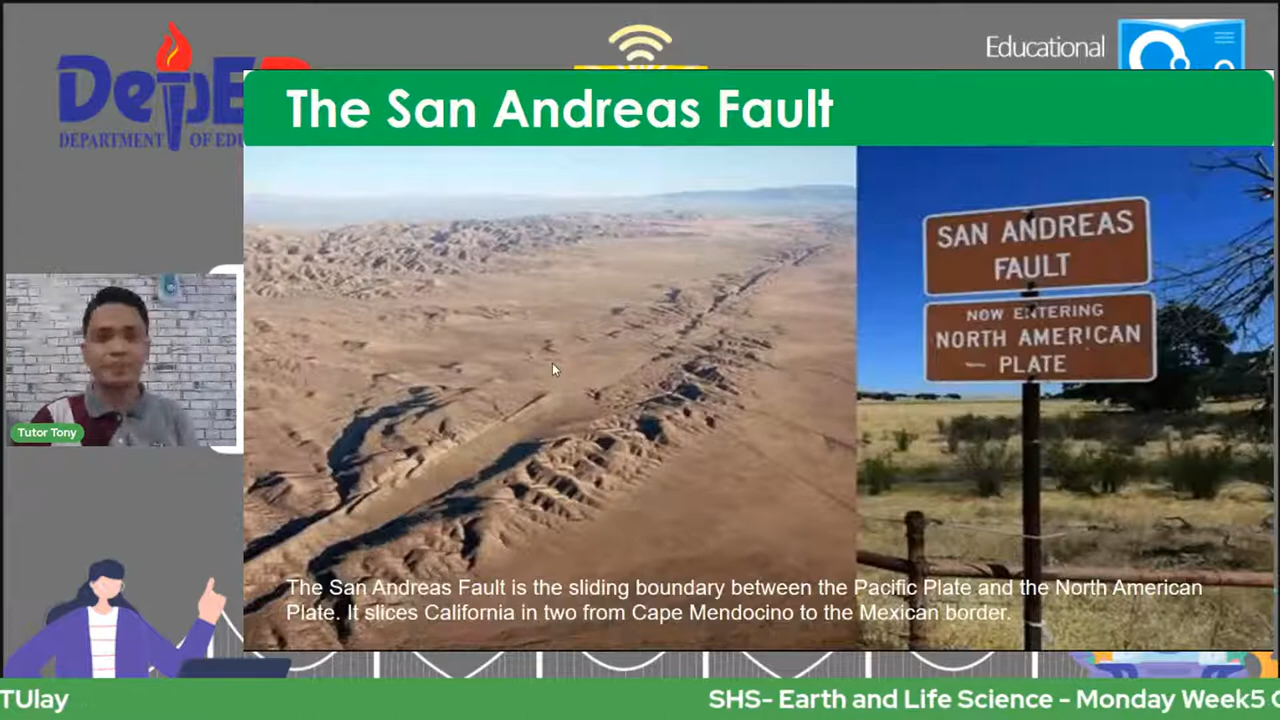 DepE
DEPARTMENT OF EDU
Educational
The San Andreas Fault
SAN ANDREAS
FAULT
NOW ENTERING
NORTH AMERICAN
PLATE
Tutor Tony
The San Andreas Fault is the sliding boundary between the Pacific Plate and the North American
Plate. It slices California in two from Cape Mendocino to the Mexican border.
TUlay
SHS- Earth and Life Science - Monday Week5